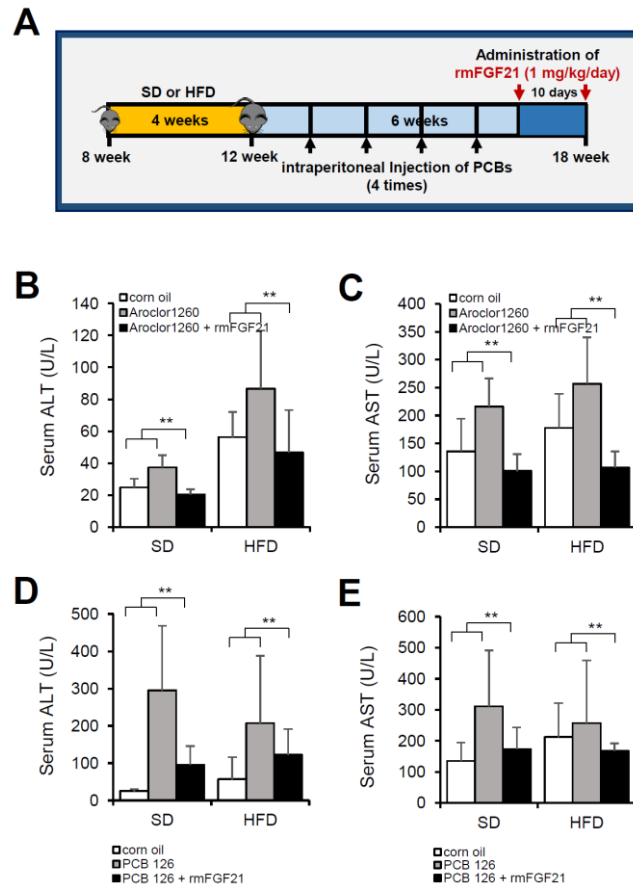 A
Administration of
rmFGF21 (1 mg/kg/day)
SD or HFD
10 days
4 weeks
6 weeks
8 week
12 week
18 week
intraperitoneal Injection of PCBs
(4 times)
B
corn oil
Aroclor1260
Aroclor1260 + rmFGF21
Serum ALT (U/L)
140
120
100
80
60
40
20
0
**
**
SD
HFD
C
corn oil
Aroclor1260
Aroclor1260 + rmFGF21
Serum AST (U/L)
400
350
300
250
200
150
100
50
0
**
**
SD
HFD
D
Serum ALT (U/L)
500
400
300
200
100
0
**
**
SD
HFD
corn oil
PCB 126
PCB 126 + rmFGF21
E
Serum AST (U/L)
600
500
400
300
200
100
0
**
**
SD
HFD
corn oil
PCB 126
PCB 126 + rmFGF21